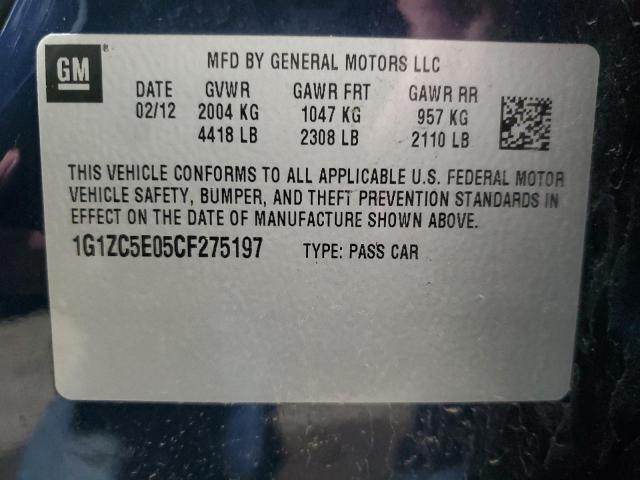 GM
MFD BY GENERAL MOTORS LLC
DATE GVWR GAWR FRT GAWR RR
02/12 2004 KG 1047 KG 957 KG
4418 LB 2308 LB 2110 LB
THIS VEHICLE CONFORMS TO ALL APPLICABLE U.S. FEDERAL MOTOR
VEHICLE SAFETY, BUMPER, AND THEFT PREVENTION STANDARDS IN
EFFECT ON THE DATE OF MANUFACTURE SHOWN ABOVE.
1G1ZC5E05CF275197 TYPE: PASS CAR